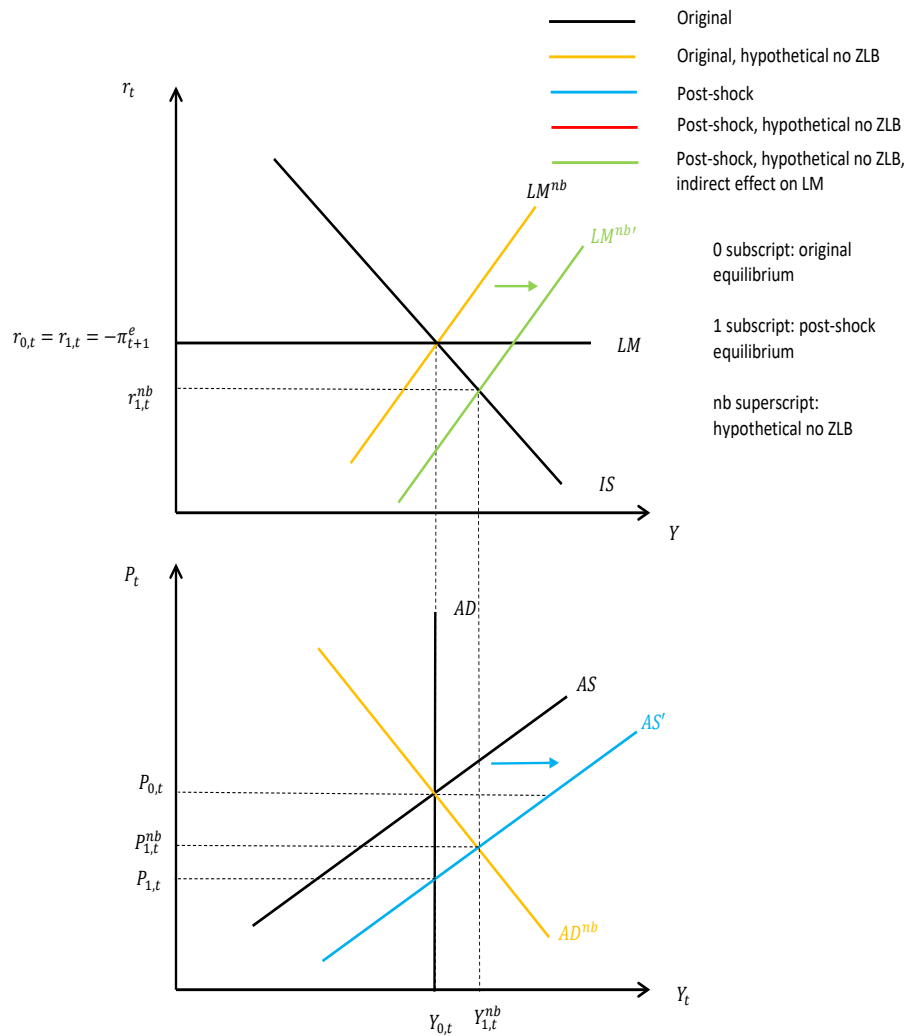 Original
Original, hypothetical no ZLB
Post-shock
Post-shock, hypothetical no ZLB
Post-shock, hypothetical no ZLB,
indirect effect on LM
0 subscript: original
equilibrium
1 subscript: post-shock
equilibrium
nb superscript:
hypothetical no ZLB
r_t
LM^{nb}
LM^{nb′}
r_{0,t} = r_{1,t} = −π^e_{t+1}
LM
r^{nb}_{1,t}
IS
Y
P_t
AD
AS
AS′
P_{0,t}
P^{nb}_{1,t}
P_{1,t}
AD^{nb}
Y_{0,t}
Y^{nb}_{1,t}
Y_t